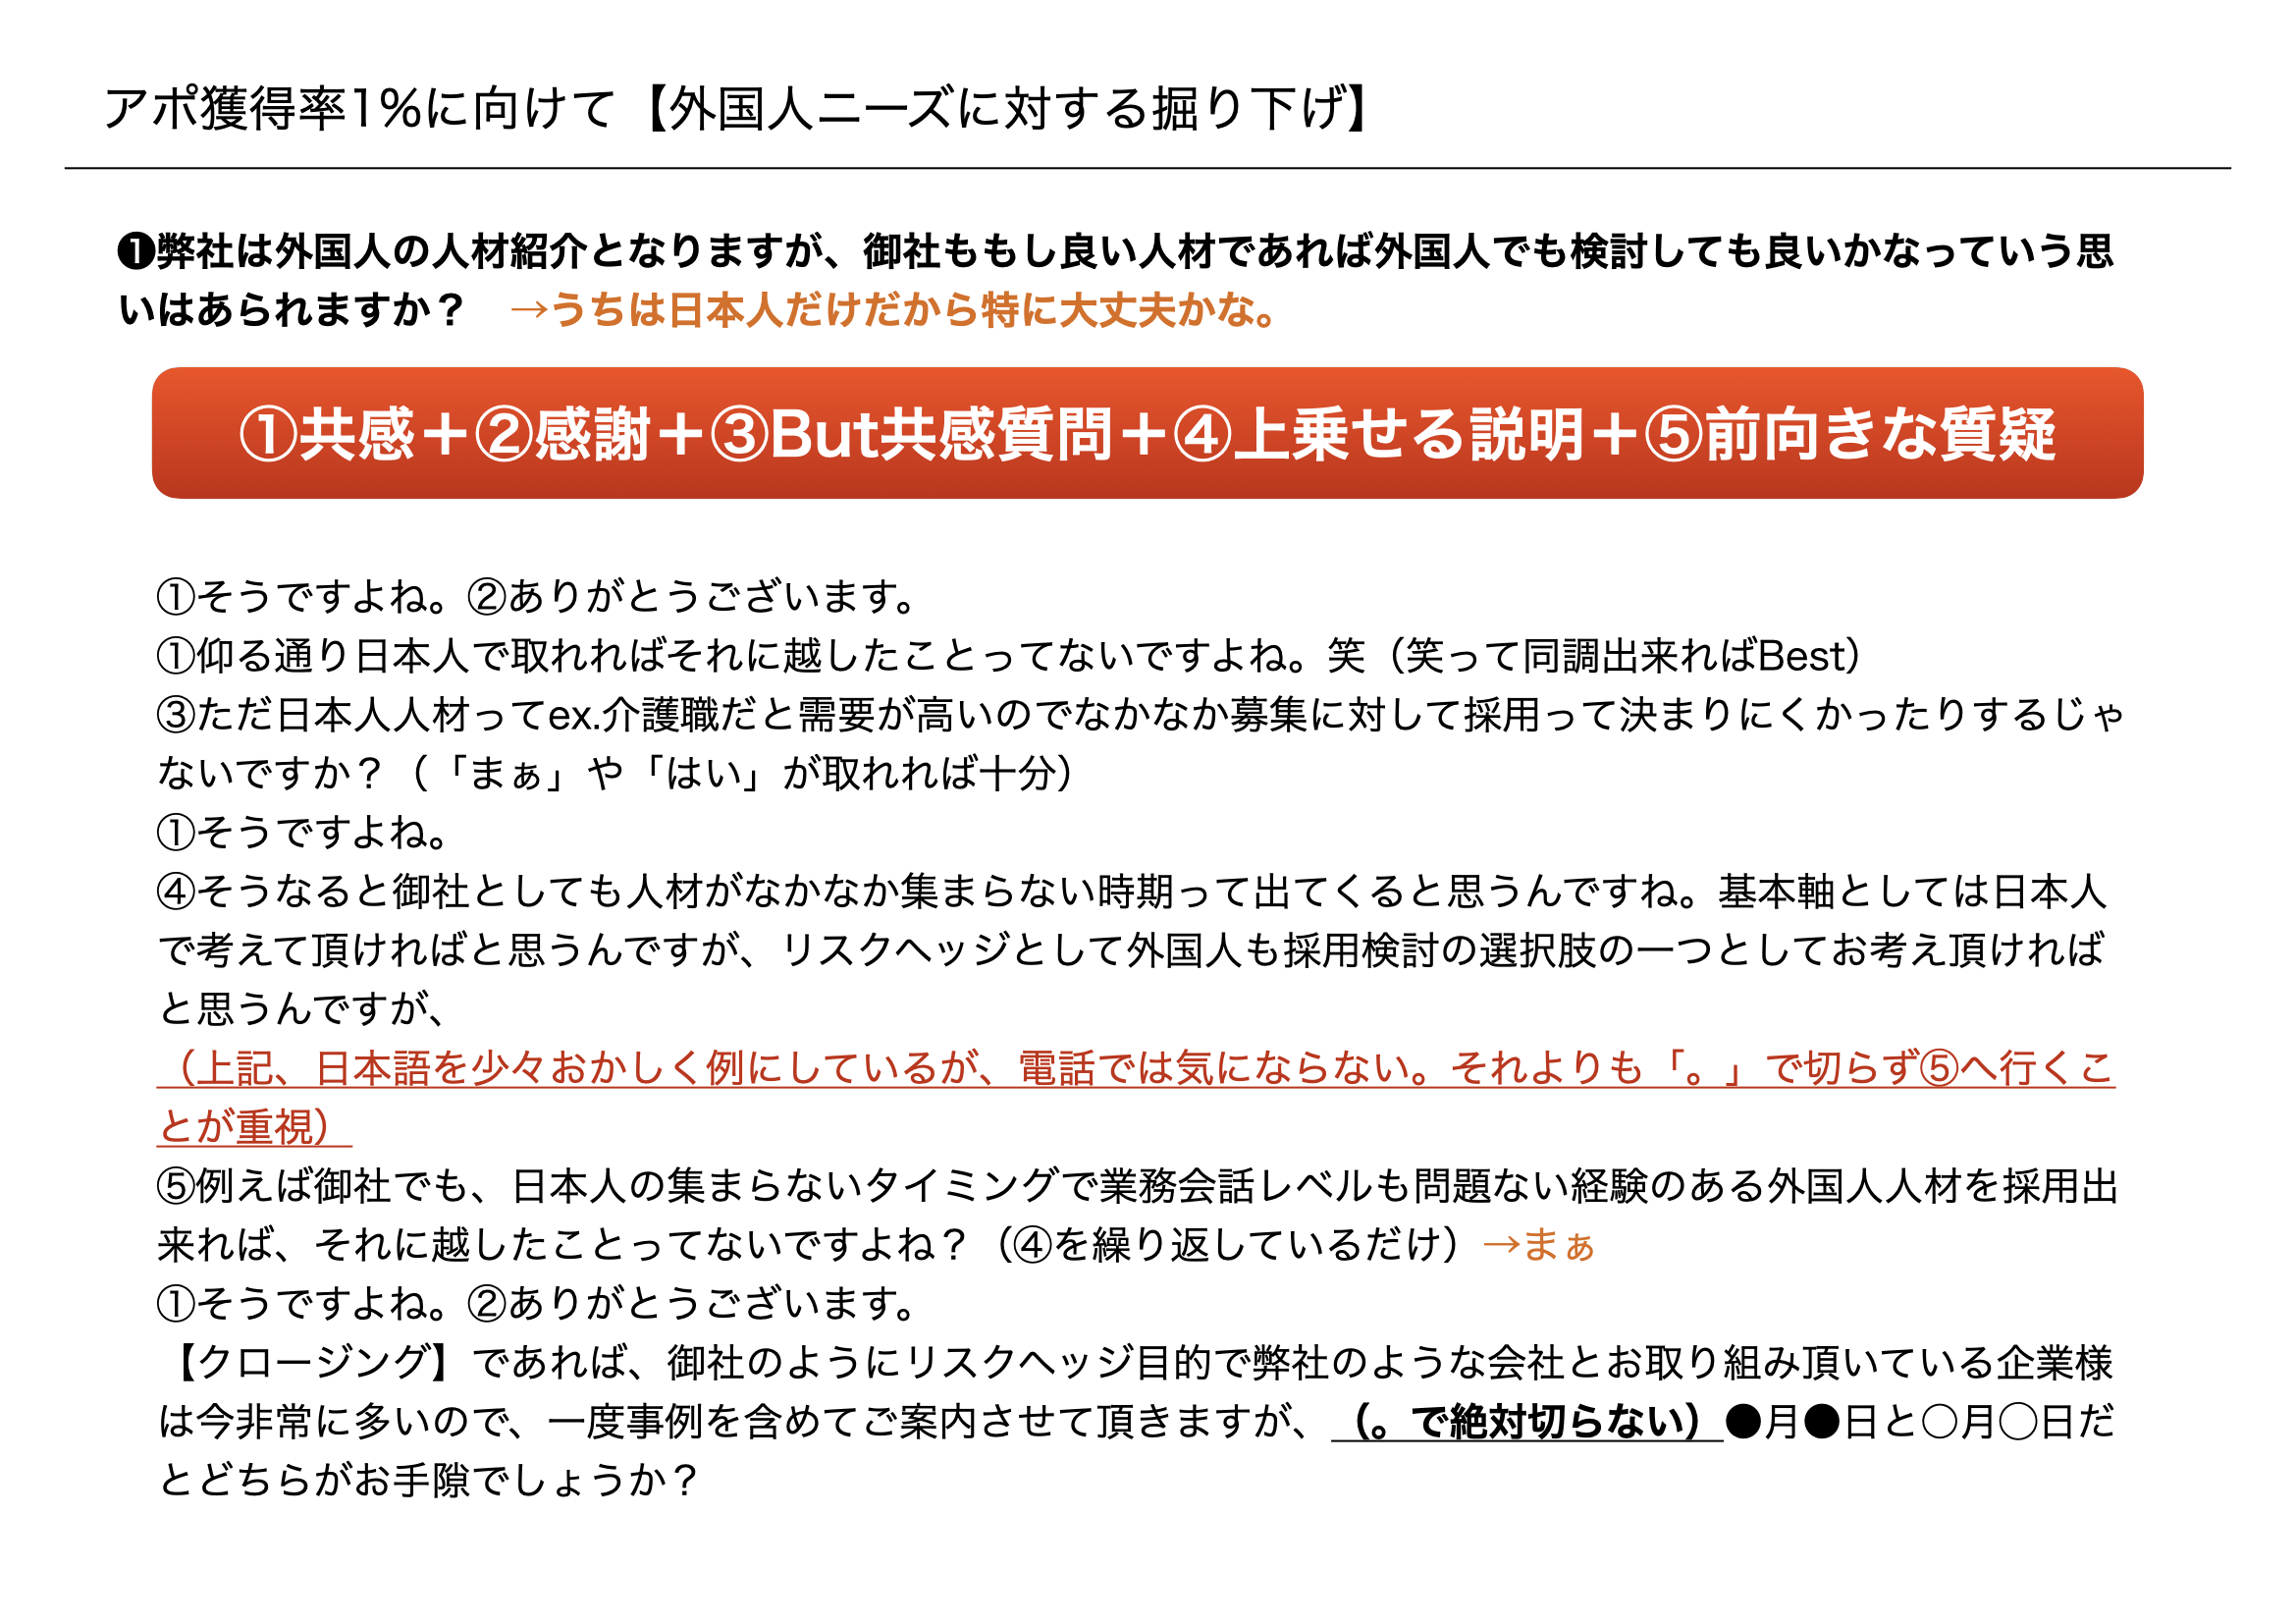 アポ獲得率1%に向けて【外国人ニーズに対する掘り下げ】
❶弊社は外国人の人材紹介となりますが、御社ももし良い人材であれば外国人でも検討しても良いかなっていう思
いはあられますか？　→うちは日本人だけだから特に大丈夫かな。
①共感＋②感謝＋③But共感質問＋④上乗せる説明＋⑤前向きな質疑
①そうですよね。②ありがとうございます。
①仰る通り日本人で取れればそれに越したことってないですよね。笑（笑って同調出来ればBest）
③ただ日本人人材ってex.介護職だと需要が高いのでなかなか募集に対して採用って決まりにくかったりするじゃ
ないですか？（「まぁ」や「はい」が取れれば十分）
①そうですよね。
④そうなると御社としても人材がなかなか集まらない時期って出てくると思うんですね。基本軸としては日本人
で考えて頂ければと思うんですが、リスクヘッジとして外国人も採用検討の選択肢の一つとしてお考え頂ければ
と思うんですが、
（上記、日本語を少々おかしく例にしているが、電話では気にならない。それよりも「。」で切らず⑤へ行くこ
とが重視）
⑤例えば御社でも、日本人の集まらないタイミングで業務会話レベルも問題ない経験のある外国人人材を採用出
来れば、それに越したことってないですよね？（④を繰り返しているだけ）→まぁ
①そうですよね。②ありがとうございます。
【クロージング】であれば、御社のようにリスクヘッジ目的で弊社のような会社とお取り組み頂いている企業様
は今非常に多いので、一度事例を含めてご案内させて頂きますが、（。で絶対切らない）●月●日と○月○日だ
とどちらがお手隙でしょうか？